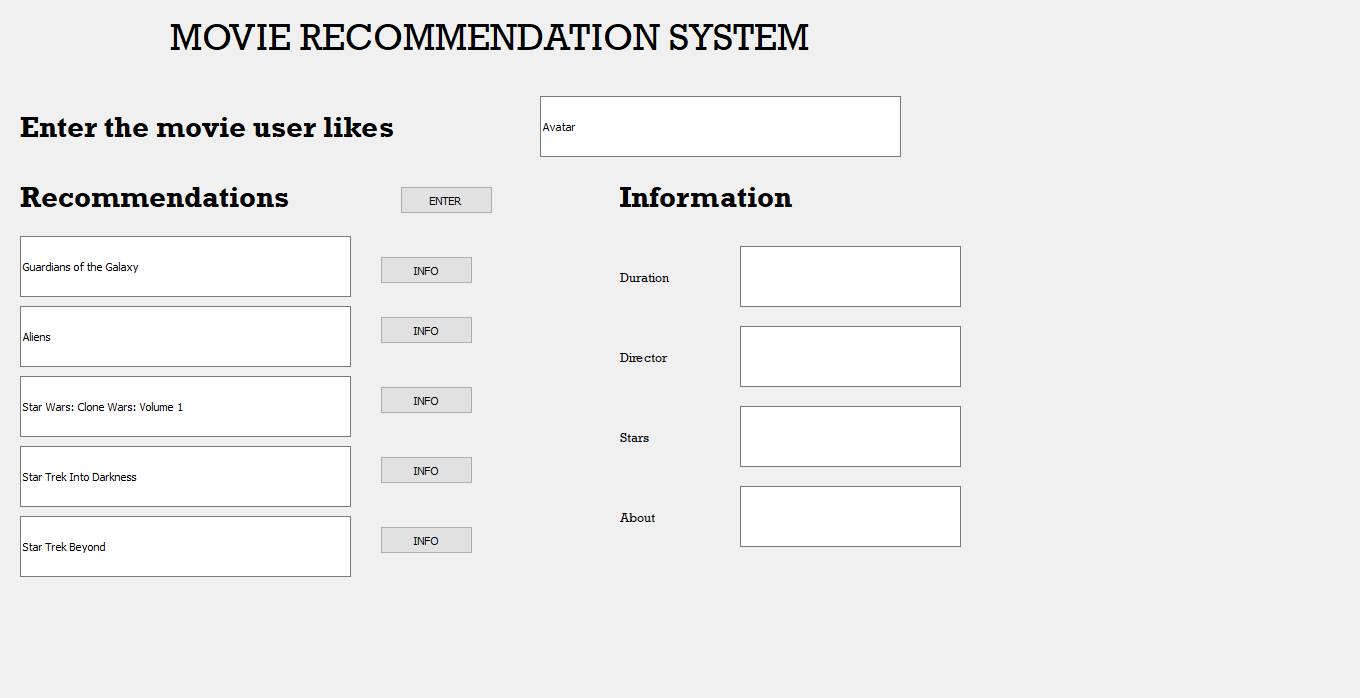 MOVIE RECOMMENDATION SYSTEM
Enter the movie user likes
Avatar
Recommendations
ENTER
Information
Guardians of the Galaxy
INFO
Duration
Aliens
INFO
Director
Star Wars: Clone Wars: Volume 1
INFO
Stars
Star Trek Into Darkness
INFO
About
Star Trek Beyond
INFO